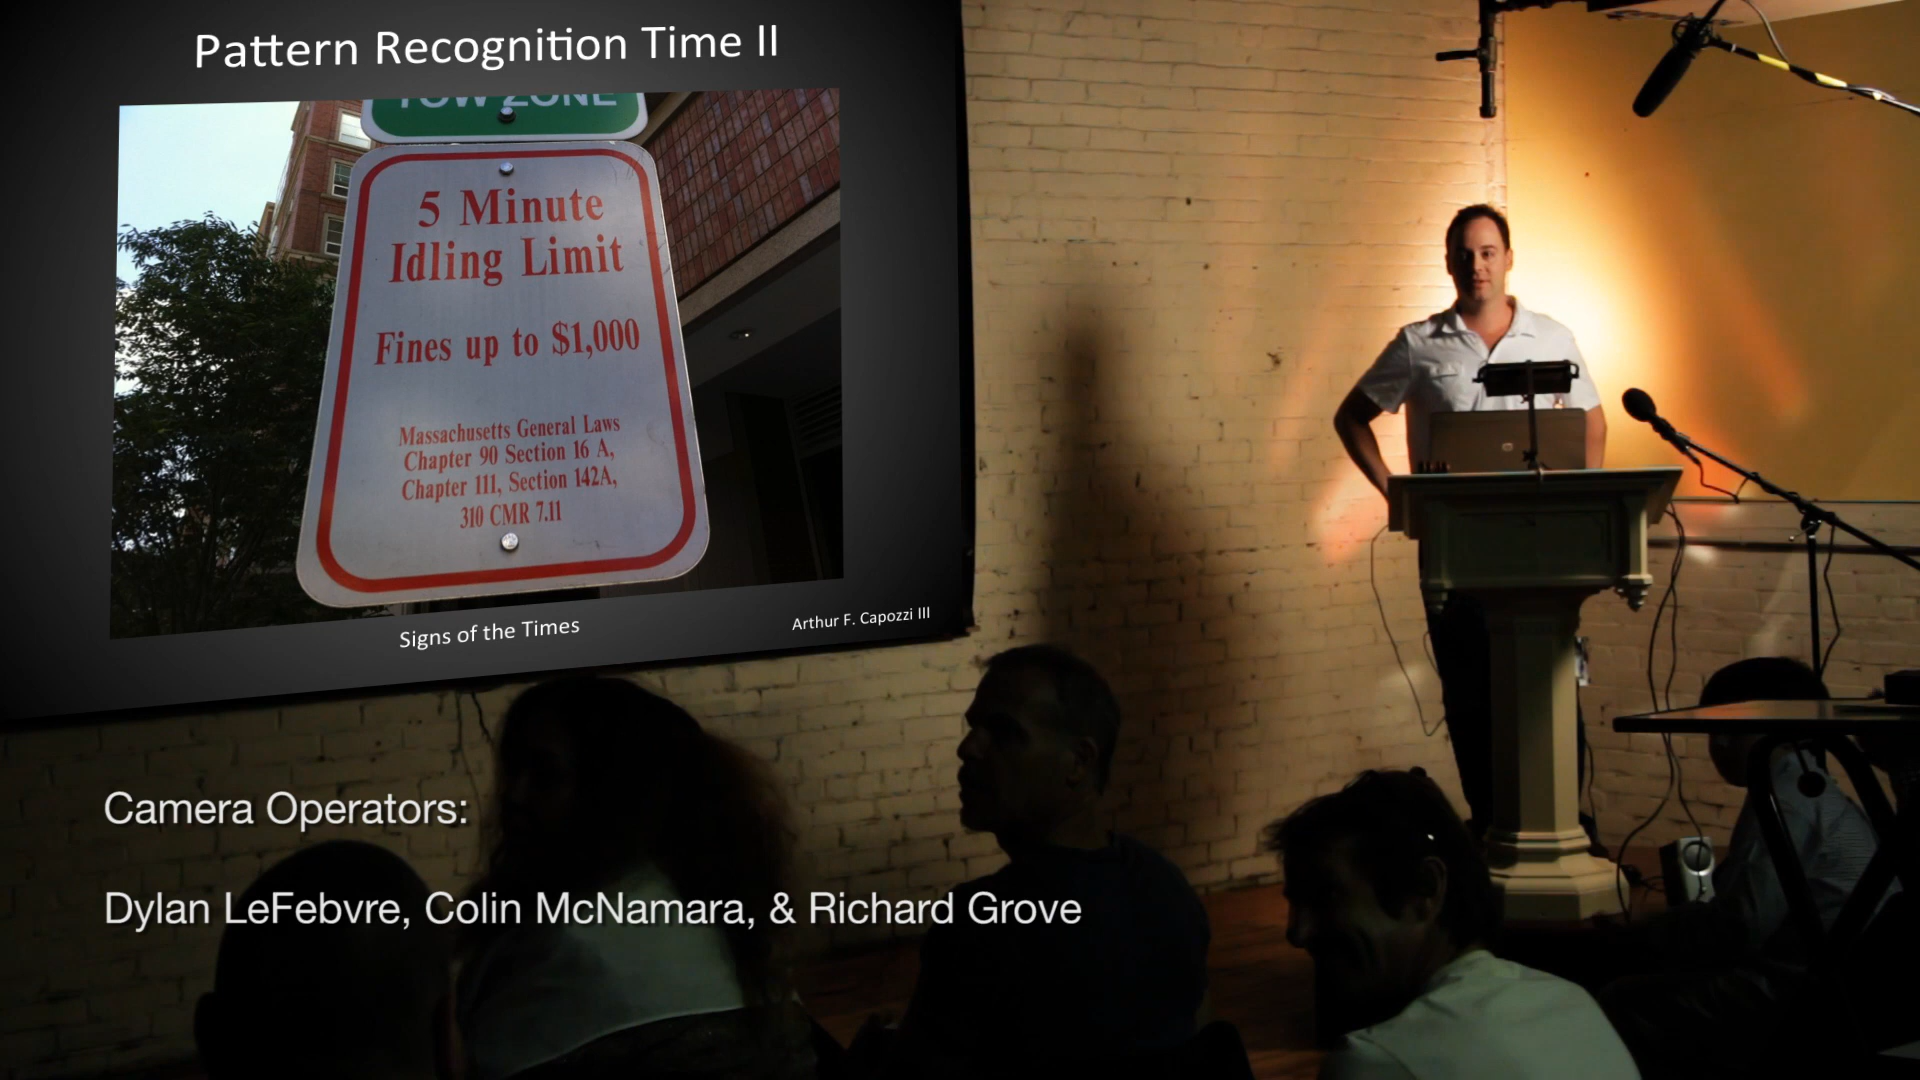 Pattern Recognition Time II
TOW ZONE
5 Minute
Idling Limit
Fines up to $1,000
Massachusetts General Laws
Chapter 90 Section 16 A,
Chapter 111, Section 142A,
310 CMR 7.11
Signs of the Times
Arthur F. Capozzi III
Camera Operators:
Dylan LeFebvre, Colin McNamara, & Richard Grove